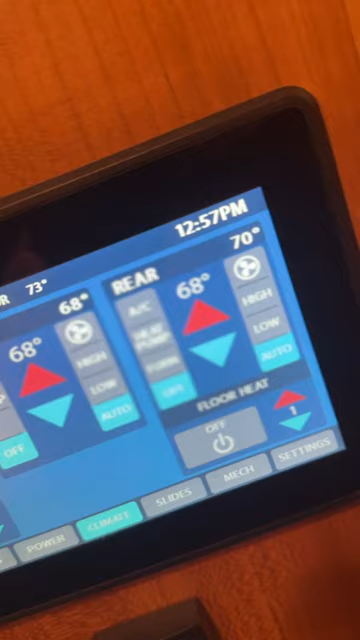 12:57PM
R 73°
68°
68°
HIGH
LOW
AUTO
OFF
REAR
70°
A/C
68°
HEAT
PUMP
HIGH
LOW
FURN
OFF
AUTO
FLOOR HEAT
OFF
1
POWER
CLIMATE
SLIDES
MECH
SETTINGS